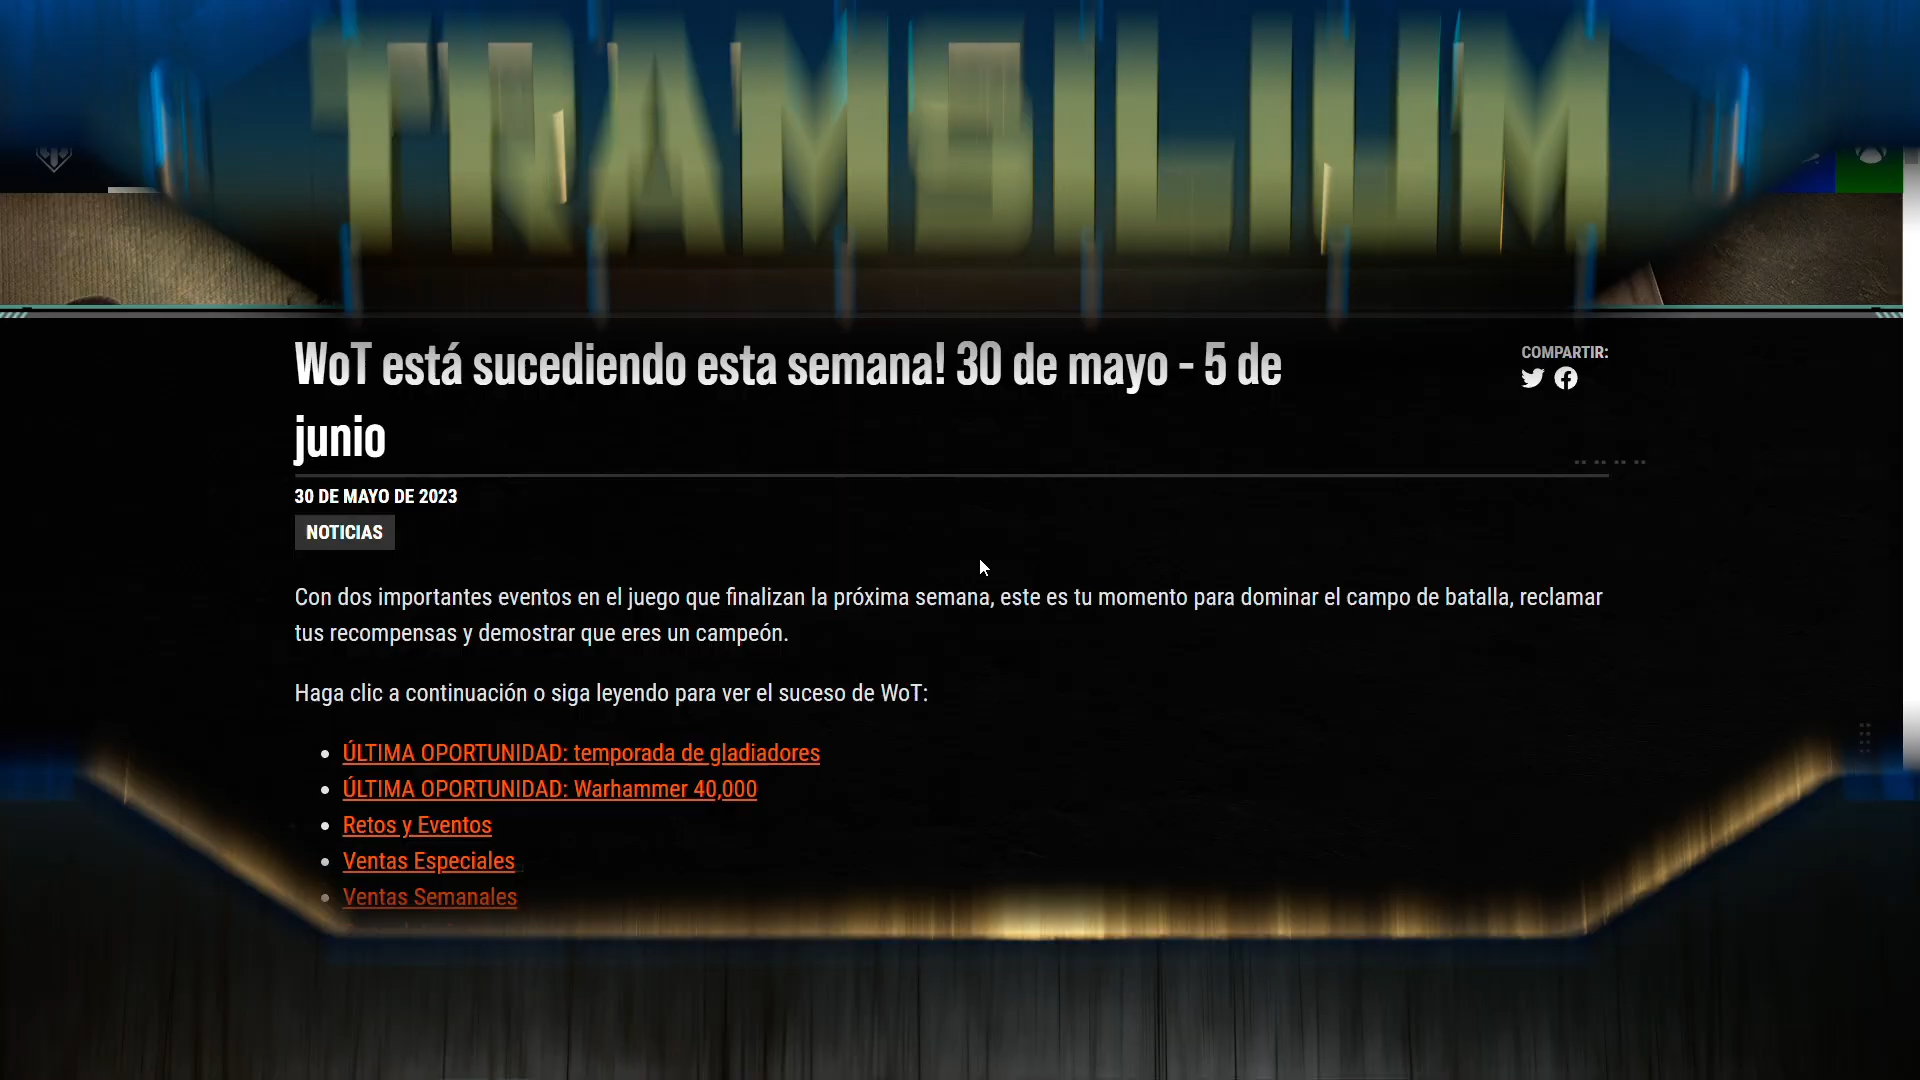 WoT está sucediendo esta semana! 30 de mayo - 5 de
junio
COMPARTIR:
30 DE MAYO DE 2023
NOTICIAS
Con dos importantes eventos en el juego que finalizan la próxima semana, este es tu momento para dominar el campo de batalla, reclamar
tus recompensas y demostrar que eres un campeón.
Haga clic a continuación o siga leyendo para ver el suceso de WoT:
• ÚLTIMA OPORTUNIDAD: temporada de gladiadores
• ÚLTIMA OPORTUNIDAD: Warhammer 40,000
• Retos y Eventos
• Ventas Especiales
• Ventas Semanales